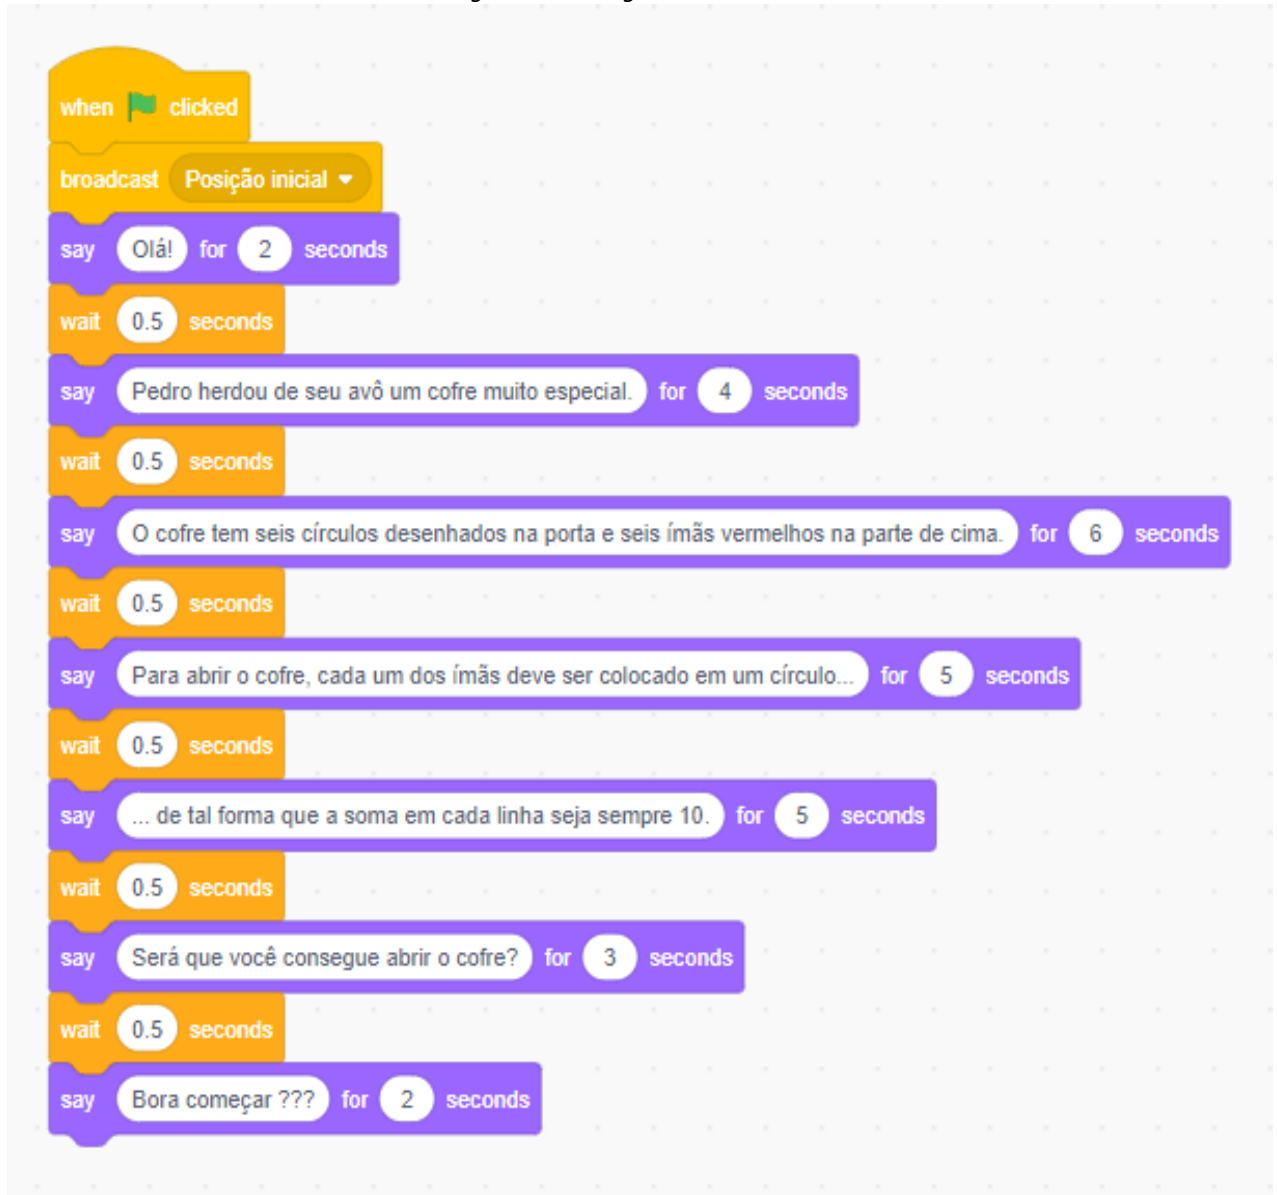 when clicked
broadcast Posição inicial
say Olá! for 2 seconds
wait 0.5 seconds
say Pedro herdou de seu avô um cofre muito especial. for 4 seconds
wait 0.5 seconds
say O cofre tem seis círculos desenhados na porta e seis ímãs vermelhos na parte de cima. for 6 seconds
wait 0.5 seconds
say Para abrir o cofre, cada um dos ímãs deve ser colocado em um círculo... for 5 seconds
wait 0.5 seconds
say ... de tal forma que a soma em cada linha seja sempre 10. for 5 seconds
wait 0.5 seconds
say Será que você consegue abrir o cofre? for 3 seconds
wait 0.5 seconds
say Bora começar ??? for 2 seconds